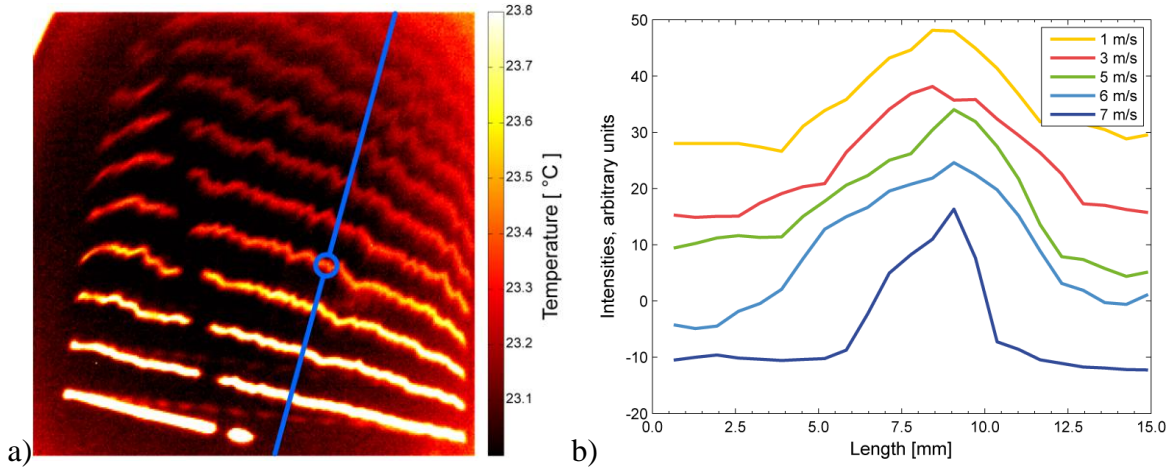 a)
23.8
23.7
23.6
23.5
23.4
23.3
23.2
23.1
Temperature [ °C]
b)
50
40
30
20
10
0
-10
-20
Intensities, arbitrary units
0.0 2.5 5.0 7.5 10.0 12.5 15.0
Length [mm]
1 m/s
3 m/s
5 m/s
6 m/s
7 m/s